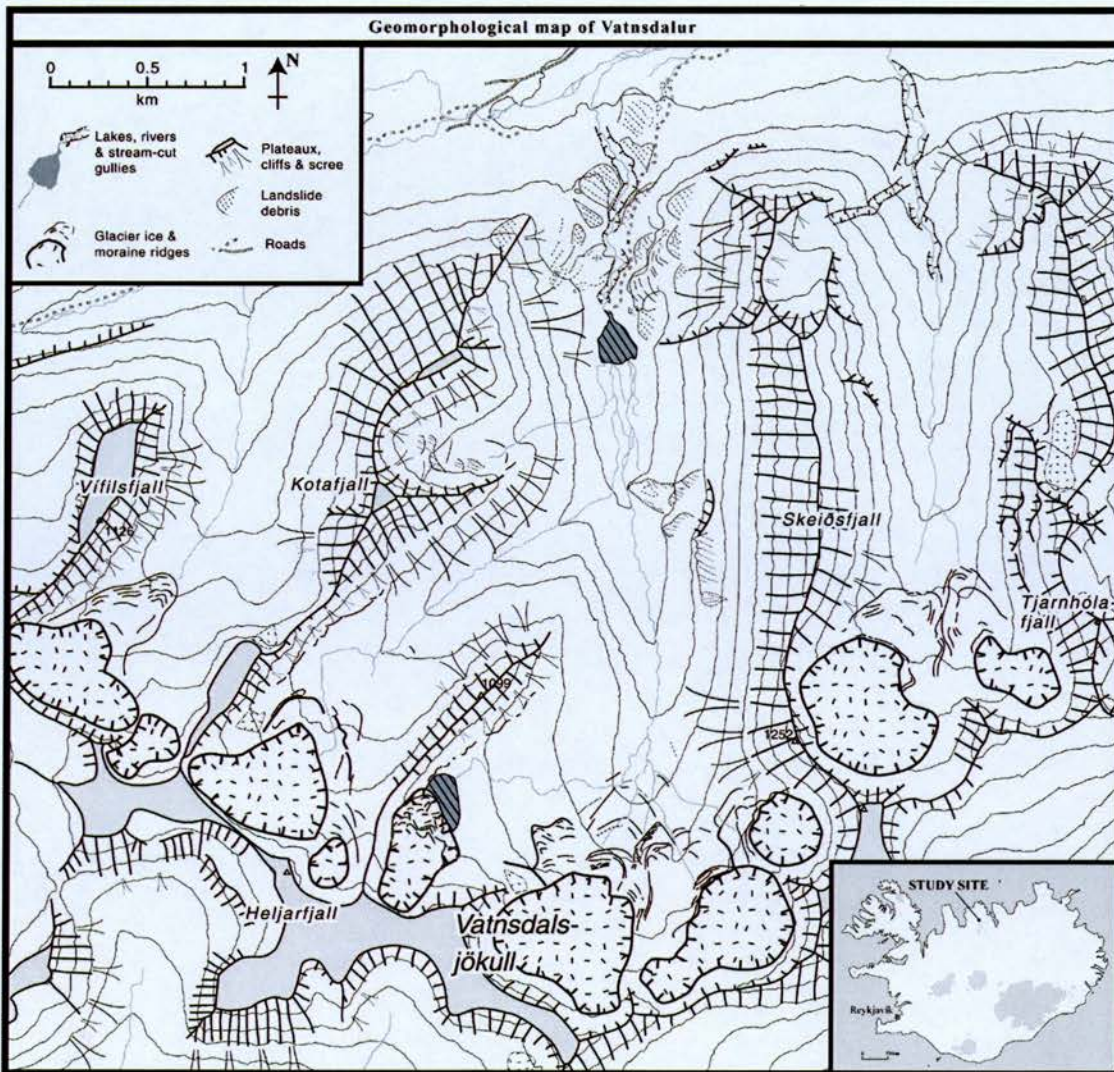 Geomorphological map of Vatnsdalur
0 0.5 1
km
N
Lakes, rivers
& stream-cut
gullies
Plateaux,
cliffs & scree
Landslide
debris
Glacier ice &
moraine ridges
Roads
Vífilsfjall
1126
Kotafjall
Skeiðsfjall
Tjarnhóla
fjall
1099
1252
Heljarfjall
Vatnsdals
jökull
STUDY SITE
Reykjavík
0